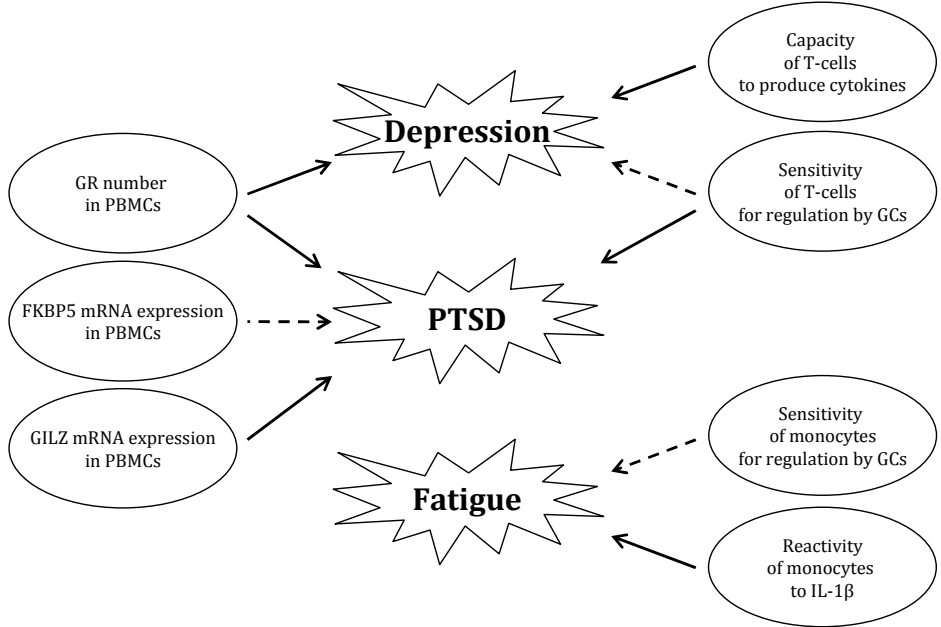 Capacity
of T-cells
to produce cytokines
Depression
GR number
in PBMCs
Sensitivity
of T-cells
for regulation by GCs
FKBP5 mRNA expression
in PBMCs
PTSD
GILZ mRNA expression
in PBMCs
Sensitivity
of monocytes
for regulation by GCs
Fatigue
Reactivity
of monocytes
to IL-1β